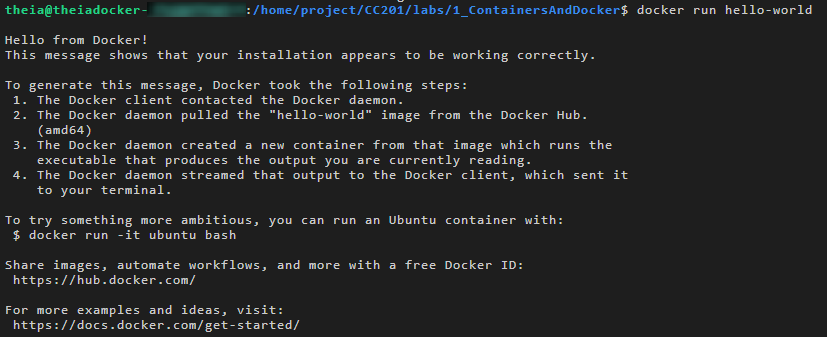 theia@theiadocker-:/home/project/CC201/labs/1_ContainersAndDocker$ docker run hello-world
Hello from Docker!
This message shows that your installation appears to be working correctly.
To generate this message, Docker took the following steps:
1. The Docker client contacted the Docker daemon.
2. The Docker daemon pulled the "hello-world" image from the Docker Hub.
(amd64)
3. The Docker daemon created a new container from that image which runs the
executable that produces the output you are currently reading.
4. The Docker daemon streamed that output to the Docker client, which sent it
to your terminal.
To try something more ambitious, you can run an Ubuntu container with:
$ docker run -it ubuntu bash
Share images, automate workflows, and more with a free Docker ID:
https://hub.docker.com/
For more examples and ideas, visit:
https://docs.docker.com/get-started/